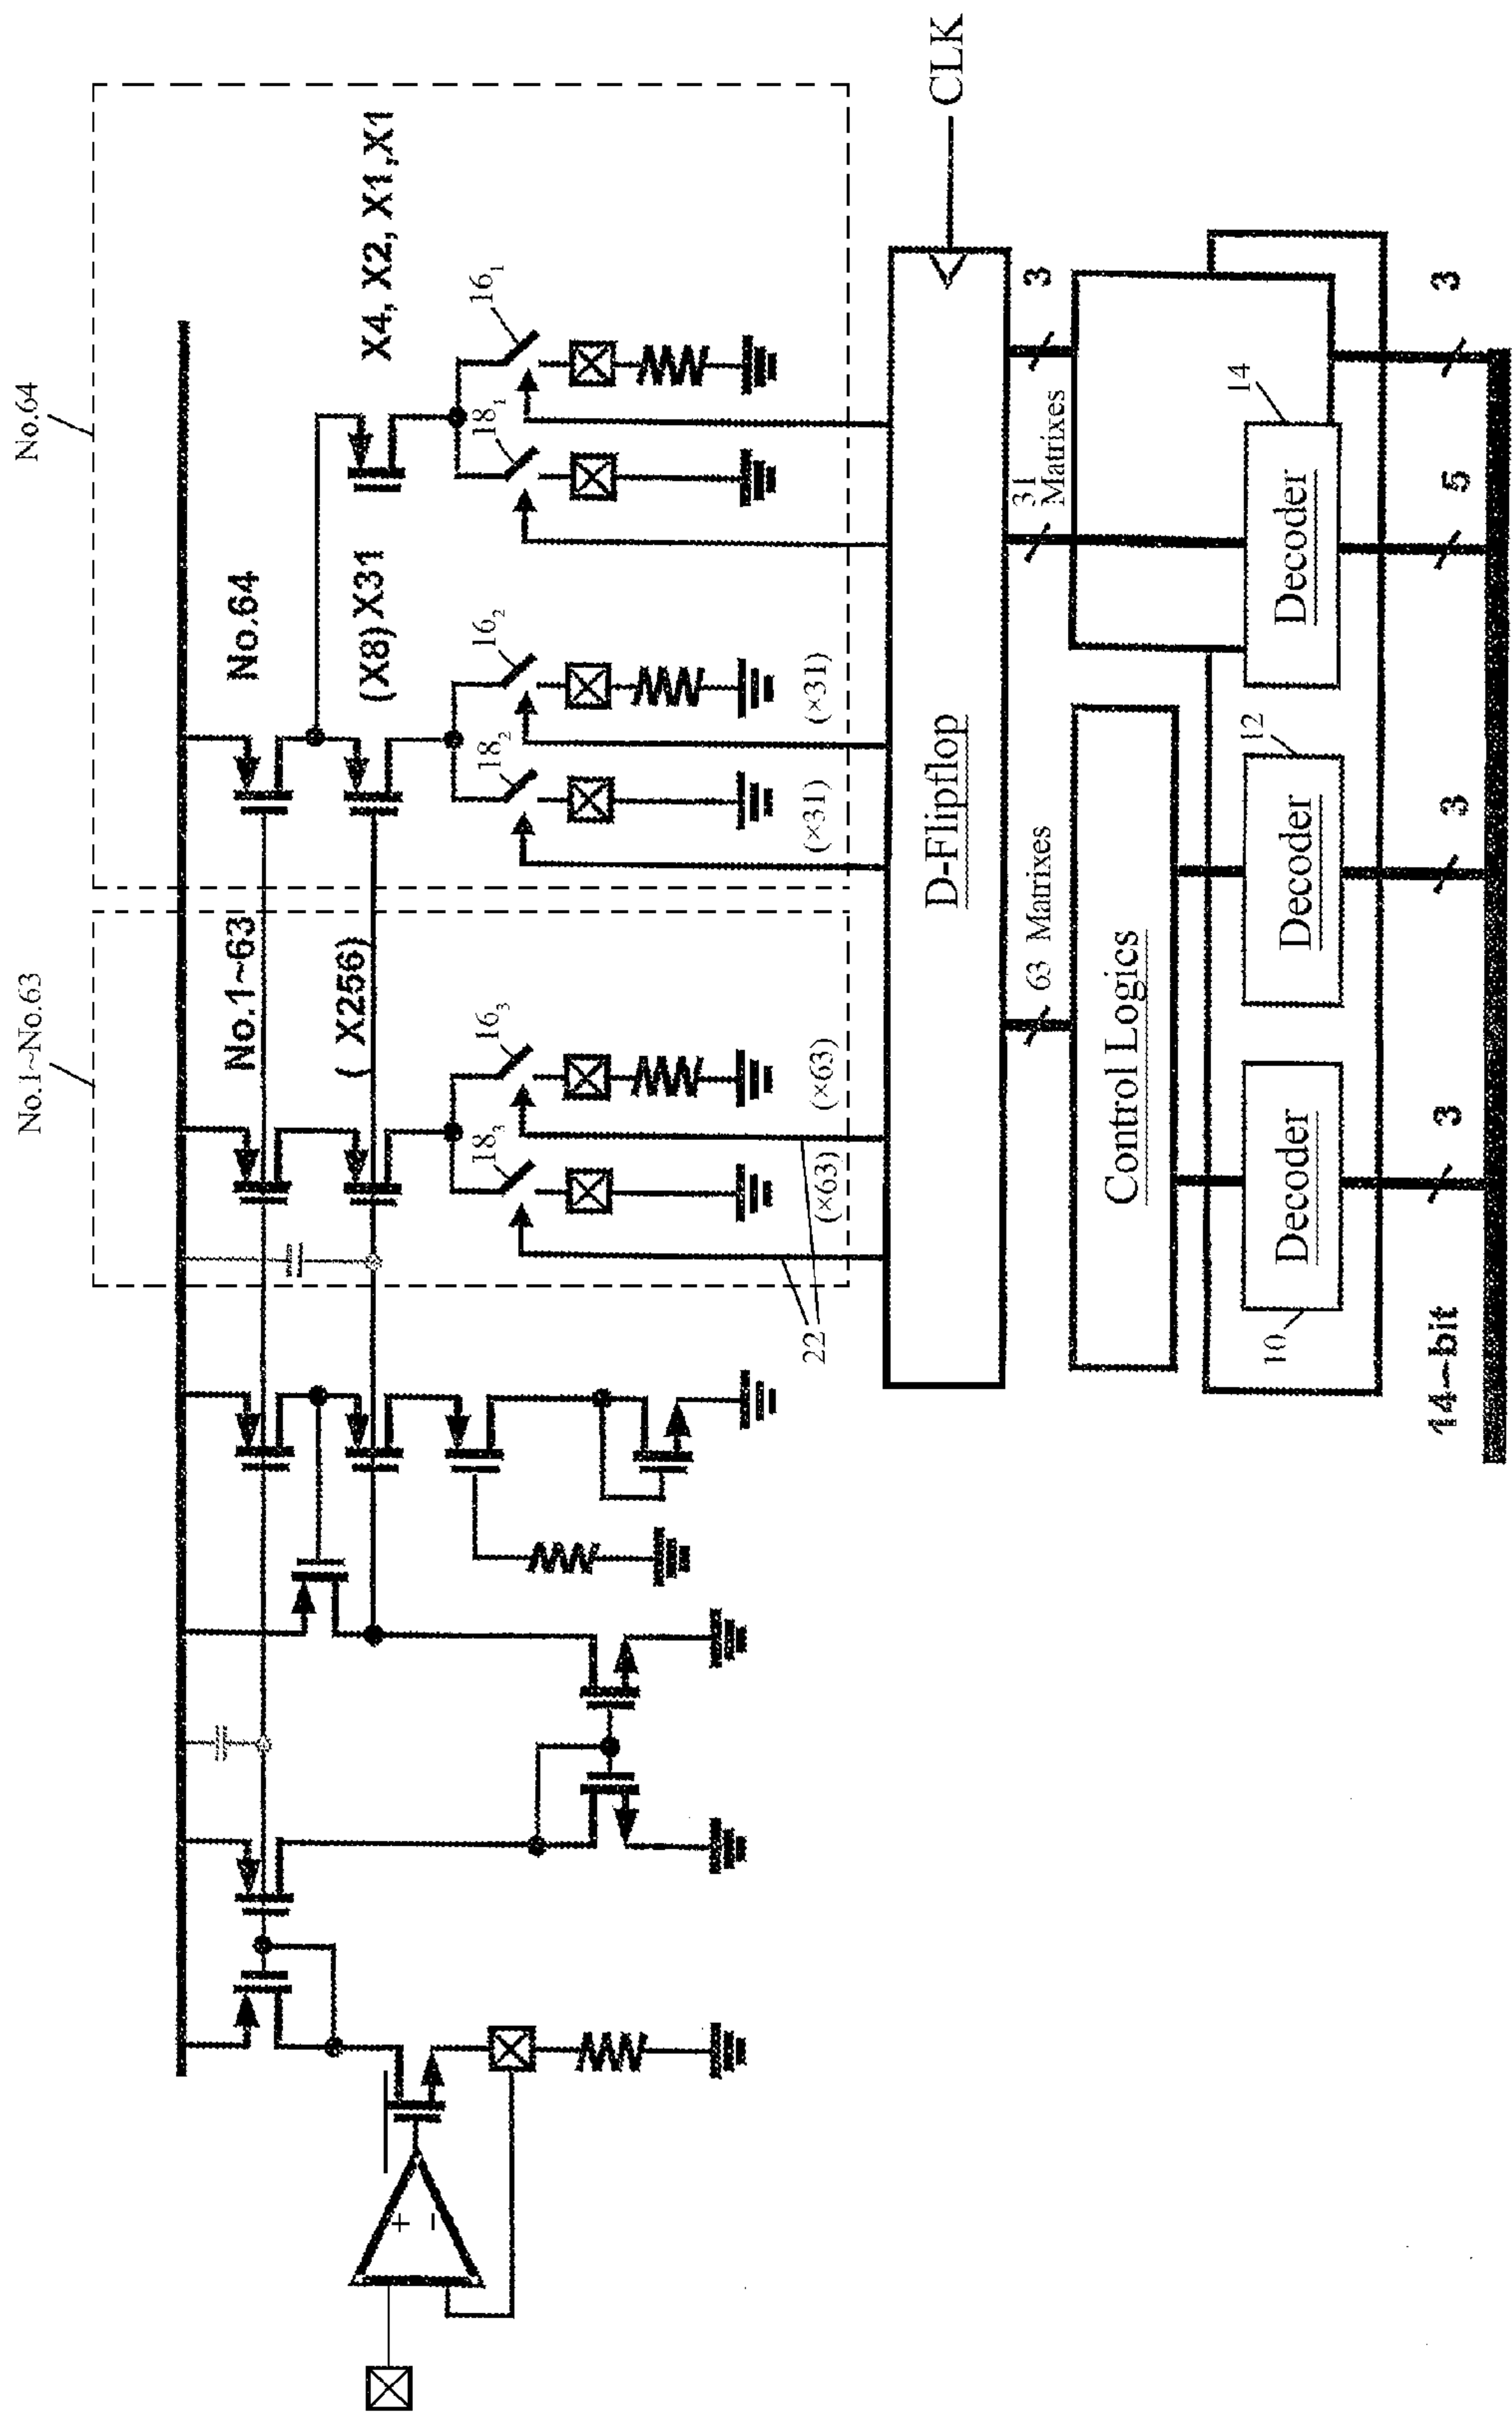 No.1~No.63
No.64
No.1~63
No.64
( X256)
(X8)X31
X4, X2, X1,X1
18₃
16₃
18₂
16₂
18₁
16₁
(×63)
(×63)
(×31)
(×31)
22
D-Flipflop
CLK
63 Matrixes
31
Matrixes
3
Control Logics
10
Decoder
12
Decoder
14
Decoder
+
−
14-bit
3
3
5
3